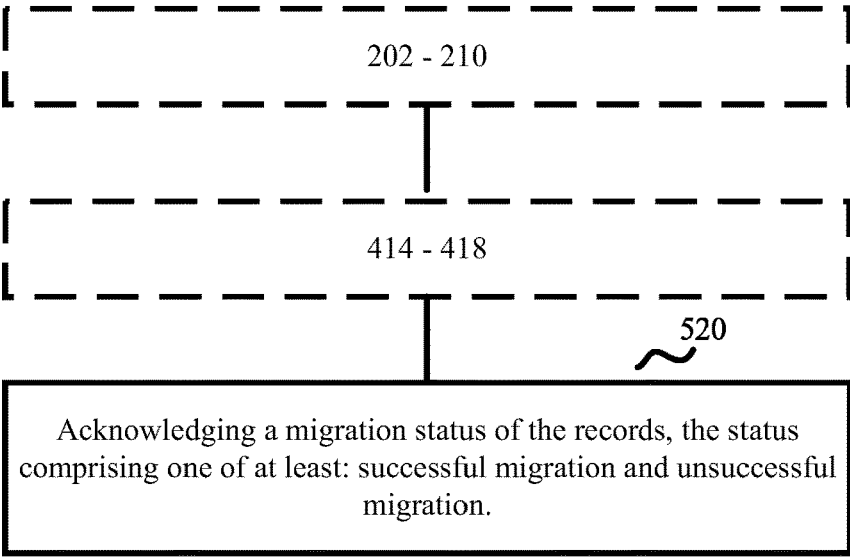 202 - 210
414 - 418
520
Acknowledging a migration status of the records, the status
comprising one of at least: successful migration and unsuccessful
migration.